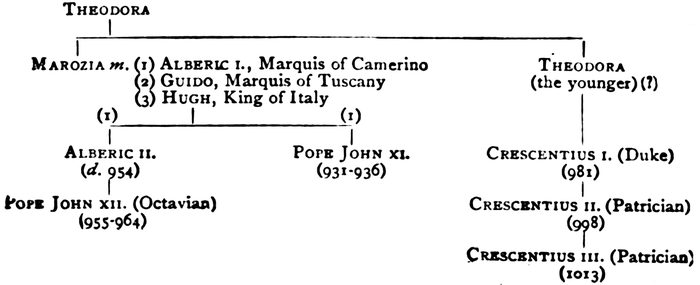 THEODORA
MAROZIA m. (1) ALBERIC I., Marquis of Camerino
(2) GUIDO, Marquis of Tuscany
(3) HUGH, King of Italy
THEODORA
(the younger) (?)
(1) (1)
ALBERIC II.
(d. 954)
POPE JOHN XI.
(931-936)
CRESCENTIUS I. (Duke)
(981)
POPE JOHN XII. (Octavian)
(955-964)
CRESCENTIUS II. (Patrician)
(998)
CRESCENTIUS III. (Patrician)
(1013)